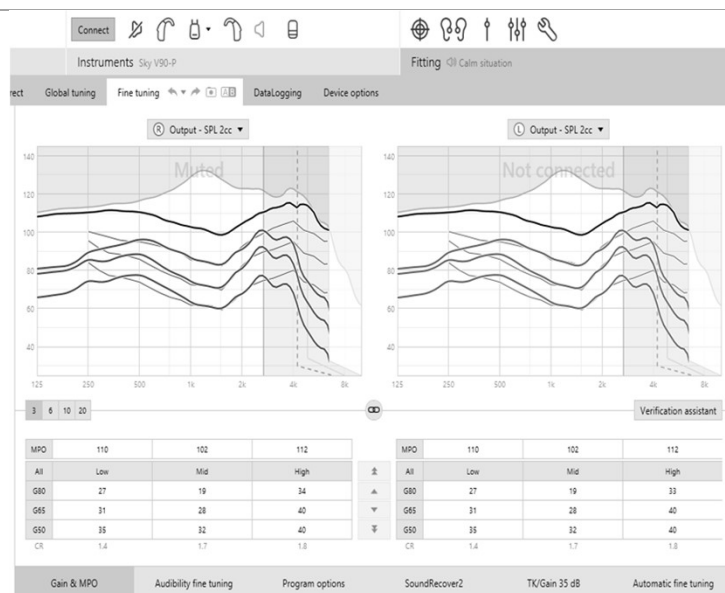 Connect
Instruments Sky V90-P
Fitting Calm situation
rect Global tuning Fine tuning A B DataLogging Device options
R Output - SPL 2cc
L Output - SPL 2cc
Muted
Not connected
140
120
100
80
60
40
125 250 500 1k 2k 4k 8k
140
120
100
80
60
40
125 250 500 1k 2k 4k 8k
3 6 10 20
Verification assistant
MPO 110 102 112
All Low Mid High
G80 27 19 34
G65 31 28 40
G50 35 32 40
CR 1.4 1.7 1.8
MPO 110 102 112
All Low Mid High
G80 27 19 33
G65 31 28 40
G50 35 32 40
CR 1.4 1.7 1.8
Gain & MPO Audibility fine tuning Program options SoundRecover2 TK/Gain 35 dB Automatic fine tuning